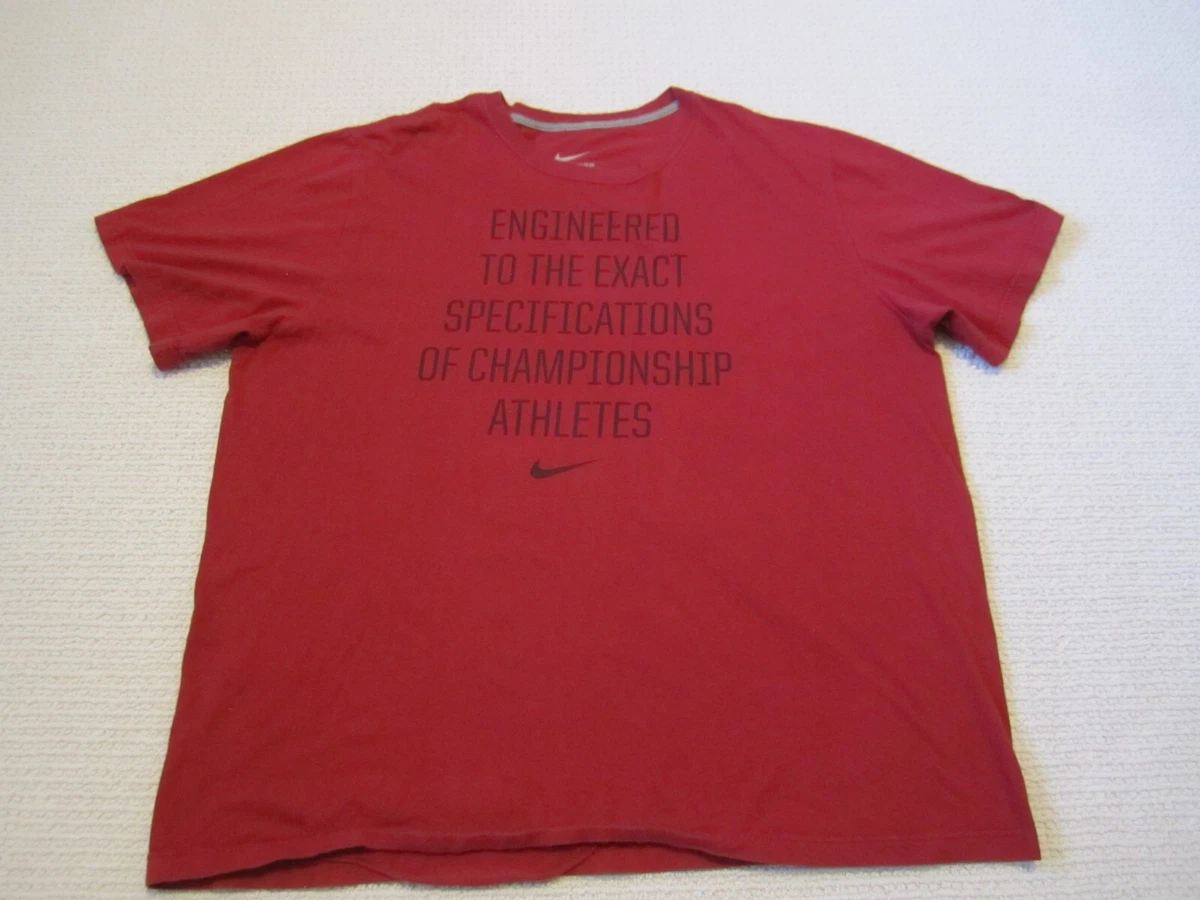 ENGINEERED
TO THE EXACT
SPECIFICATIONS
OF CHAMPIONSHIP
ATHLETES